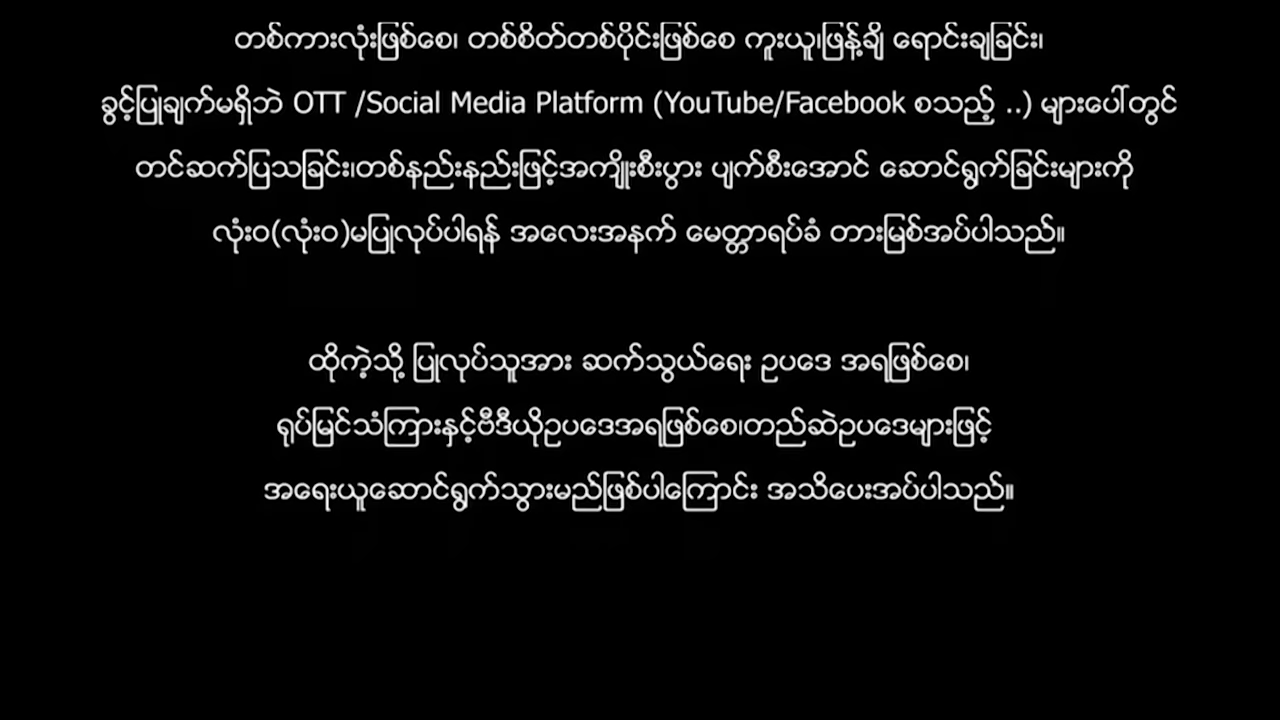 တစ်ကားလုံးဖြစ်စေ၊ တစ်စိတ်တစ်ပိုင်းဖြစ်စေ ကူးယူ၊ဖြန့်ချိ ရောင်းချခြင်း၊
ခွင့်ပြုချက်မရှိဘဲ OTT /Social Media Platform (YouTube/Facebook စသည့် ..) များပေါ်တွင်
တင်ဆက်ပြသခြင်း၊တစ်နည်းနည်းဖြင့်အကျိုးစီးပွား ပျက်စီးအောင် ဆောင်ရွက်ခြင်းများကို
လုံးဝ(လုံးဝ)မပြုလုပ်ပါရန် အလေးအနက် မေတ္တာရပ်ခံ တားမြစ်အပ်ပါသည်။
ထိုကဲ့သို့ ပြုလုပ်သူအား ဆက်သွယ်ရေး ဥပဒေ အရဖြစ်စေ၊
ရုပ်မြင်သံကြားနှင့်ဗီဒီယိုဥပဒေအရဖြစ်စေ၊တည်ဆဲဥပဒေများဖြင့်
အရေးယူဆောင်ရွက်သွားမည်ဖြစ်ပါကြောင်း အသိပေးအပ်ပါသည်။